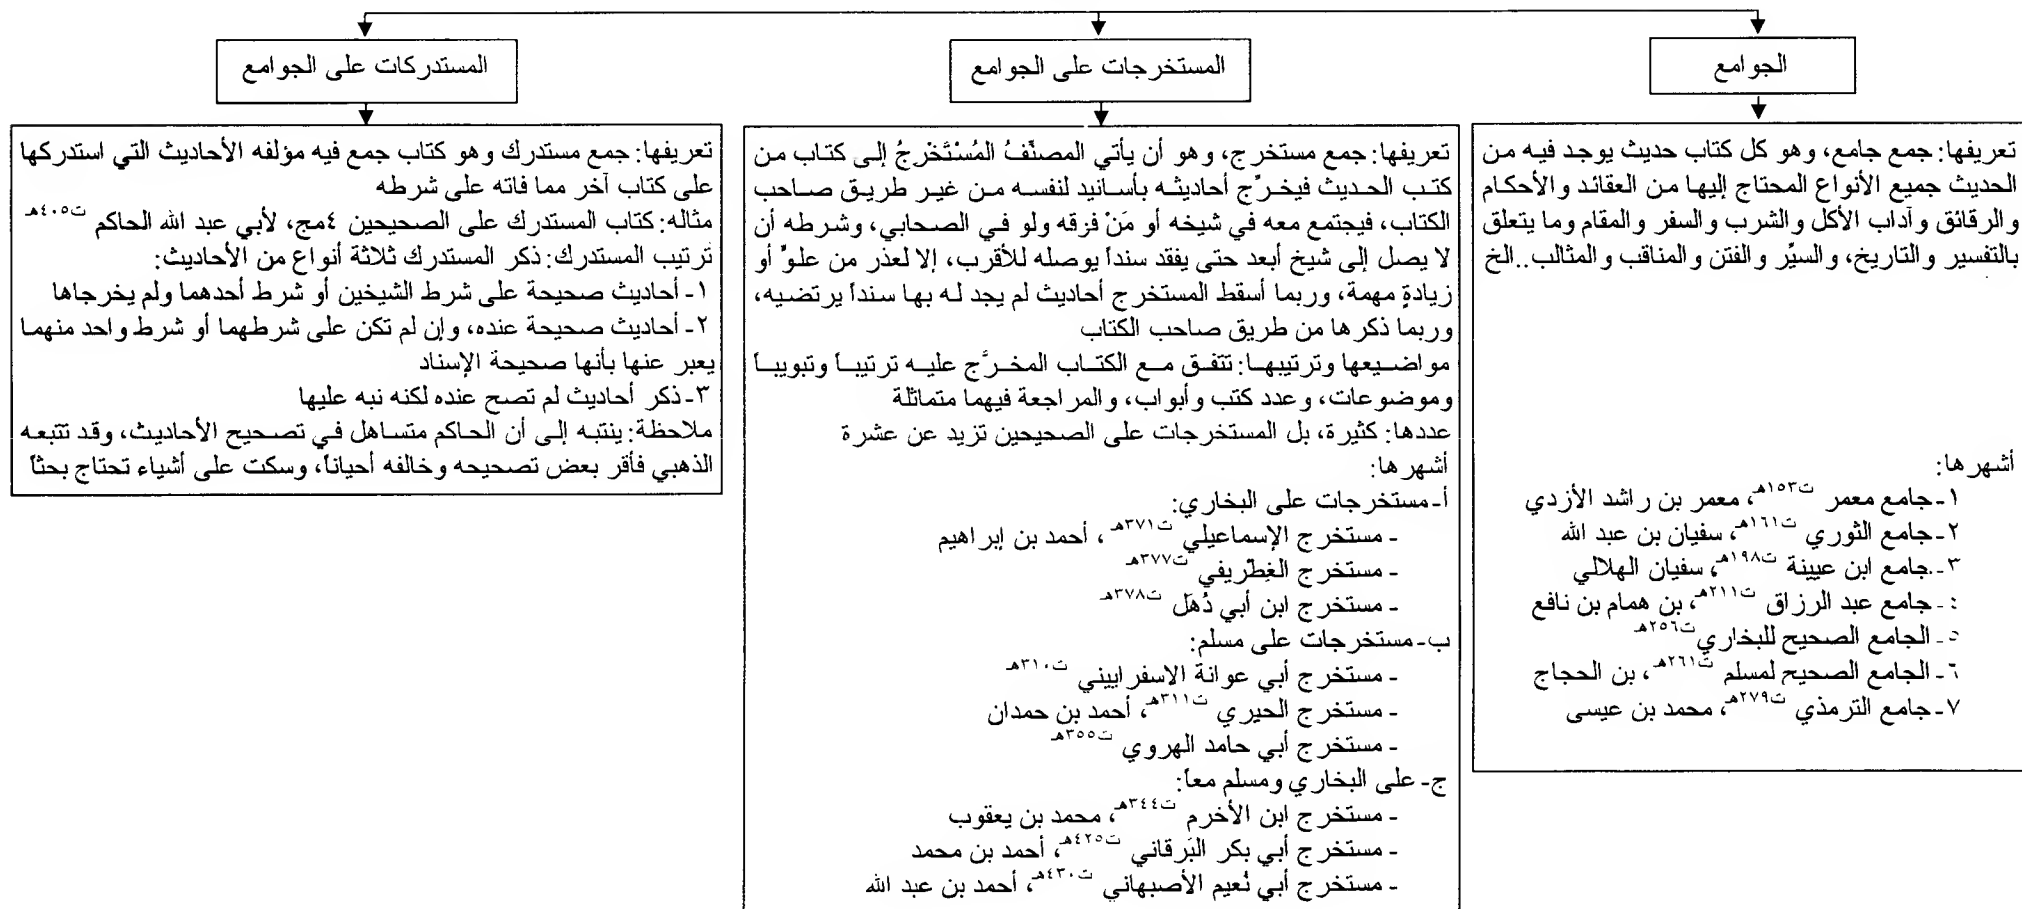 الجوامع
تعريفها: جمع جامع، وهو كل كتاب حديث يوجد فيه من
الحديث جميع الأنواع المحتاج إليها من العقائد والأحكام
والرقائق وآداب الأكل والشرب والسفر والمقام وما يتعلق
بالتفسير والتاريخ، والسيِّر والفتن والمناقب والمثالب..الخ
أشهرها:
١- جامع معمر ت١٥٣هـ، معمر بن راشد الأزدي
٢- جامع الثوري ت١٦١هـ، سفيان بن عبد الله
٣- جامع ابن عيينة ت١٩٨هـ، سفيان الهلالي
٤- جامع عبد الرزاق ت٢١١هـ، بن همام بن نافع
٥- الجامع الصحيح للبخاري ت٢٥٦هـ
٦- الجامع الصحيح لمسلم ت٢٦١هـ، بن الحجاج
٧- جامع الترمذي ت٢٧٩هـ، محمد بن عيسى
المستخرجات على الجوامع
تعريفها: جمع مستخرج، وهو أن يأتي المصنِّفُ المُسْتَخْرِجُ إلى كتاب من
كتب الحديث فيخرِّج أحاديثه بأسانيد لنفسه من غير طريق صاحب
الكتاب، فيجتمع معه في شيخه أو مَنْ فزقه ولو في الصحابي، وشرطه أن
لا يصل إلى شيخ أبعد حتى يفقد سنداً يوصله للأقرب، إلا لعذر من علوٍّ أو
زيادةٍ مهمة، وربما أسقط المستخرج أحاديث لم يجد له بها سنداً يرتضيه،
وربما ذكرها من طريق صاحب الكتاب
مواضيعها وترتيبها: تتفق مع الكتاب المخرَّج عليه ترتيباً وتبويباً
وموضوعات، وعدد كتب وأبواب، والمراجعة فيهما متماثلة
عددها: كثيرة، بل المستخرجات على الصحيحين تزيد عن عشرة
أشهرها:
أ- مستخرجات على البخاري:
- مستخرج الإسماعيلي ت٣٧١هـ، أحمد بن إبراهيم
- مستخرج الغِطْريفي ت٣٧٧هـ
- مستخرج ابن أبي ذُهل ت٣٧٨هـ
ب- مستخرجات على مسلم:
- مستخرج أبي عوانة الاسفراييني ت٣١٠هـ
- مستخرج الحيري ت٣١١هـ، أحمد بن حمدان
- مستخرج أبي حامد الهروي ت٣٥٥هـ
ج- على البخاري ومسلم معاً:
- مستخرج ابن الأخرم ت٣٤٤هـ، محمد بن يعقوب
- مستخرج أبي بكر البَرقاني ت٤٢٥هـ، أحمد بن محمد
- مستخرج أبي نُعيم الأصبهاني ت٤٣٠هـ، أحمد بن عبد الله
المستدركات على الجوامع
تعريفها: جمع مستدرك وهو كتاب جمع فيه مؤلفه الأحاديث التي استدركها
على كتاب آخر مما فاته على شرطه
مثاله: كتاب المستدرك على الصحيحين ٤مج، لأبي عبد الله الحاكم ت٤٠٥هـ
ترتيب المستدرك: ذكر المستدرك ثلاثة أنواع من الأحاديث:
١- أحاديث صحيحة على شرط الشيخين أو شرط أحدهما ولم يخرجاها
٢- أحاديث صحيحة عنده، وإن لم تكن على شرطهما أو شرط واحد منهما
يعبر عنها بأنها صحيحة الإسناد
٣- ذكر أحاديث لم تصح عنده لكنه نبه عليها
ملاحظة: ينتبه إلى أن الحاكم متساهل في تصحيح الأحاديث، وقد تتبعه
الذهبي فأقر بعض تصحيحه وخالفه أحياناً، وسكت على أشياء تحتاج بحثاً